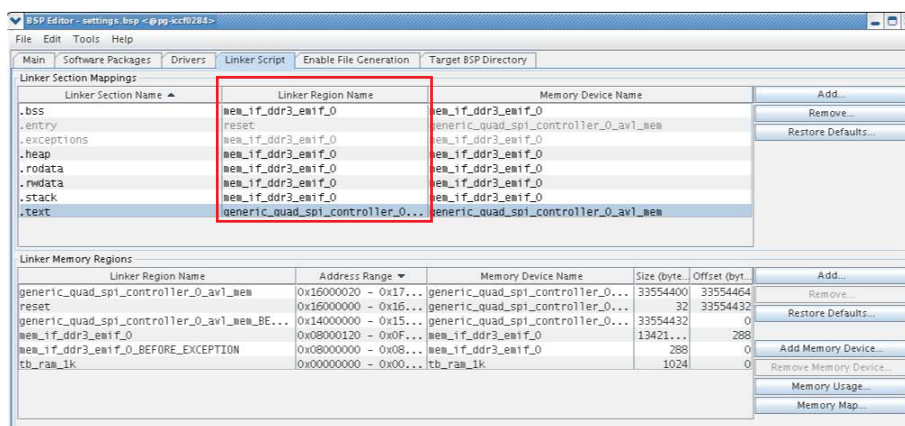 BSP Editor - settings.bsp <@pg-iccf0284>
File Edit Tools Help
Main Software Packages Drivers Linker Script Enable File Generation Target BSP Directory
Linker Section Mappings
Linker Section Name ▲ Linker Region Name Memory Device Name Add...
.bss mem_if_ddr3_emif_0 mem_if_ddr3_emif_0 Remove...
.entry reset generic_quad_spi_controller_0_avl_mem Restore Defaults...
.exceptions mem_if_ddr3_emif_0 mem_if_ddr3_emif_0
.heap mem_if_ddr3_emif_0 mem_if_ddr3_emif_0
.rodata mem_if_ddr3_emif_0 mem_if_ddr3_emif_0
.rwdata mem_if_ddr3_emif_0 mem_if_ddr3_emif_0
.stack mem_if_ddr3_emif_0 mem_if_ddr3_emif_0
.text generic_quad_spi_controller_0... generic_quad_spi_controller_0_avl_mem
Linker Memory Regions
Linker Region Name Address Range ▼ Memory Device Name Size (byte... Offset (byt... Add...
generic_quad_spi_controller_0_avl_mem 0x16000020 - 0x17... generic_quad_spi_controller_0... 33554400 33554464 Remove...
reset 0x16000000 - 0x16... generic_quad_spi_controller_0... 32 33554432 Restore Defaults...
generic_quad_spi_controller_0_avl_mem_BE... 0x14000000 - 0x15... generic_quad_spi_controller_0... 33554432 0
mem_if_ddr3_emif_0 0x08000120 - 0x0F... mem_if_ddr3_emif_0 13421... 288
mem_if_ddr3_emif_0_BEFORE_EXCEPTION 0x08000000 - 0x08... mem_if_ddr3_emif_0 288 0 Add Memory Device...
tb_ram_1k 0x00000000 - 0x00... tb_ram_1k 1024 0 Remove Memory Device...
Memory Usage...
Memory Map...